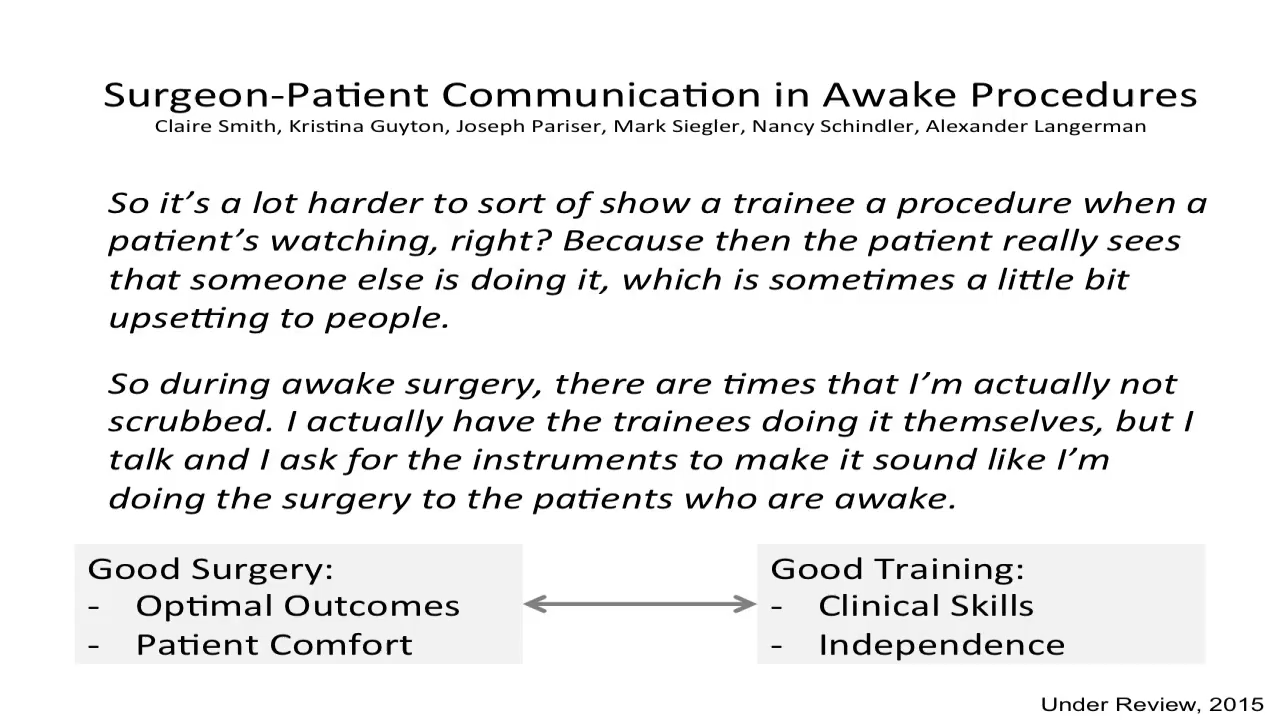 Surgeon-Patient Communication in Awake Procedures
Claire Smith, Kristina Guyton, Joseph Pariser, Mark Siegler, Nancy Schindler, Alexander Langerman
So it’s a lot harder to sort of show a trainee a procedure when a
patient’s watching, right? Because then the patient really sees
that someone else is doing it, which is sometimes a little bit
upsetting to people.
So during awake surgery, there are times that I’m actually not
scrubbed. I actually have the trainees doing it themselves, but I
talk and I ask for the instruments to make it sound like I’m
doing the surgery to the patients who are awake.
Good Surgery:
- Optimal Outcomes
- Patient Comfort
Good Training:
- Clinical Skills
- Independence
Under Review, 2015